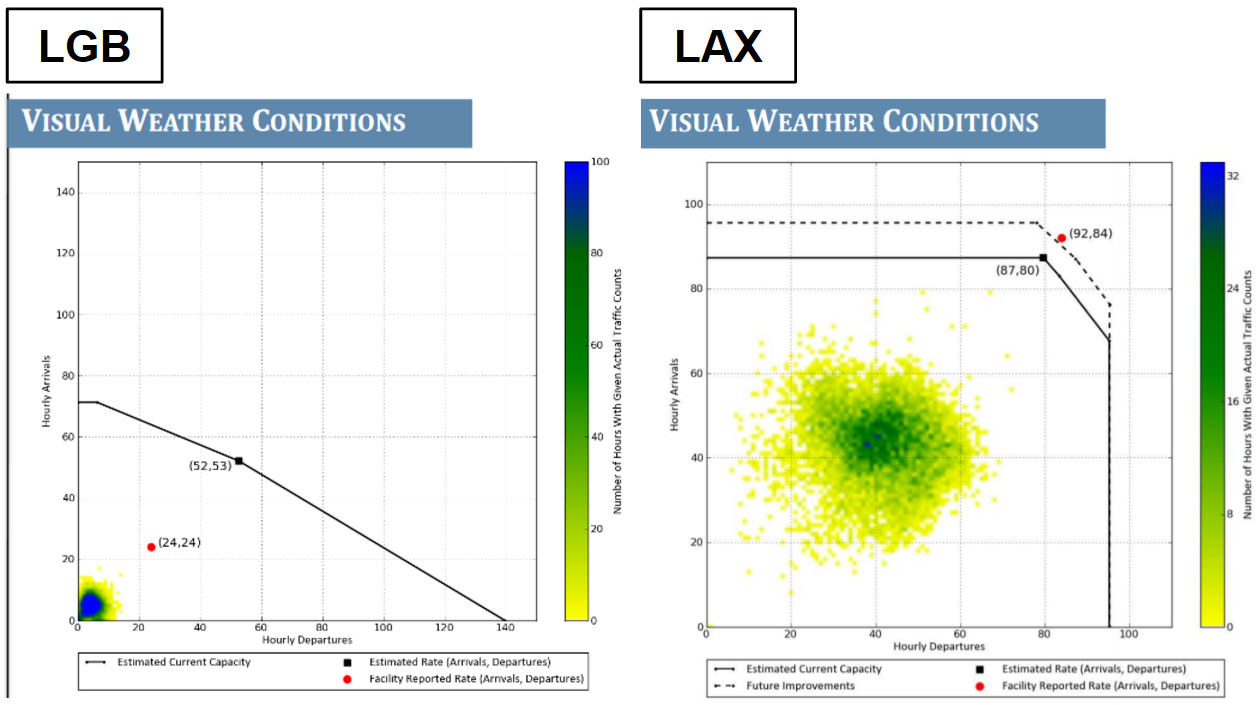 LGB
VISUAL WEATHER CONDITIONS
140
120
100
80
60
40
20
0
Hourly Arrivals
(52,53)
(24,24)
0 20 40 60 80 100 120 140
Hourly Departures
100
80
60
40
20
0
Number of Hours With Given Actual Traffic Counts
Estimated Current Capacity
Estimated Rate (Arrivals, Departures)
Facility Reported Rate (Arrivals, Departures)
LAX
VISUAL WEATHER CONDITIONS
100
80
60
40
20
0
Hourly Arrivals
(92,84)
(87,80)
0 20 40 60 80 100
Hourly Departures
32
24
16
8
0
Number of Hours With Given Actual Traffic Counts
Estimated Current Capacity
Future Improvements
Estimated Rate (Arrivals, Departures)
Facility Reported Rate (Arrivals, Departures)